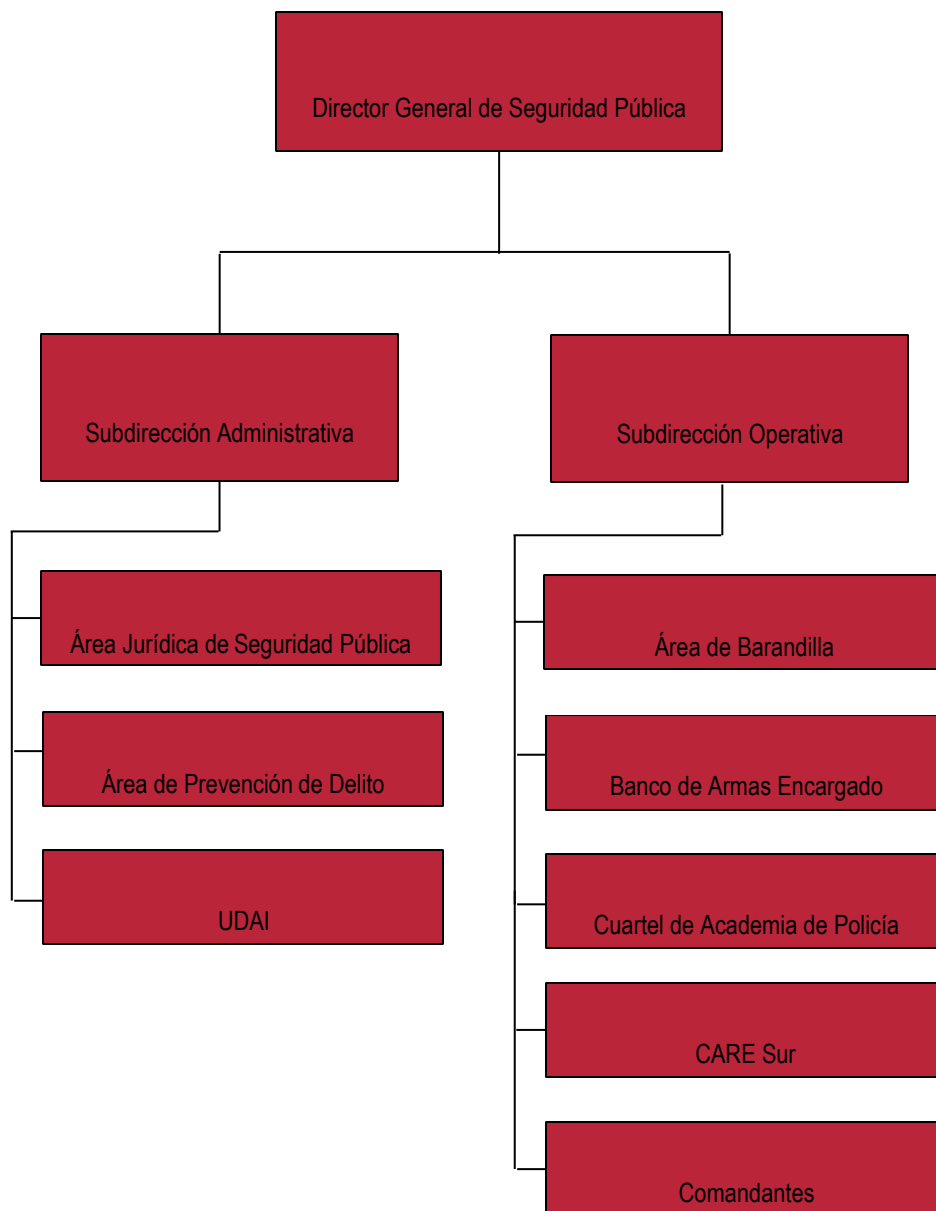 Director General de Seguridad Pública
Subdirección Administrativa
Subdirección Operativa
Área Jurídica de Seguridad Pública
Área de Prevención de Delito
UDAI
Área de Barandilla
Banco de Armas Encargado
Cuartel de Academia de Policía
CARE Sur
Comandantes